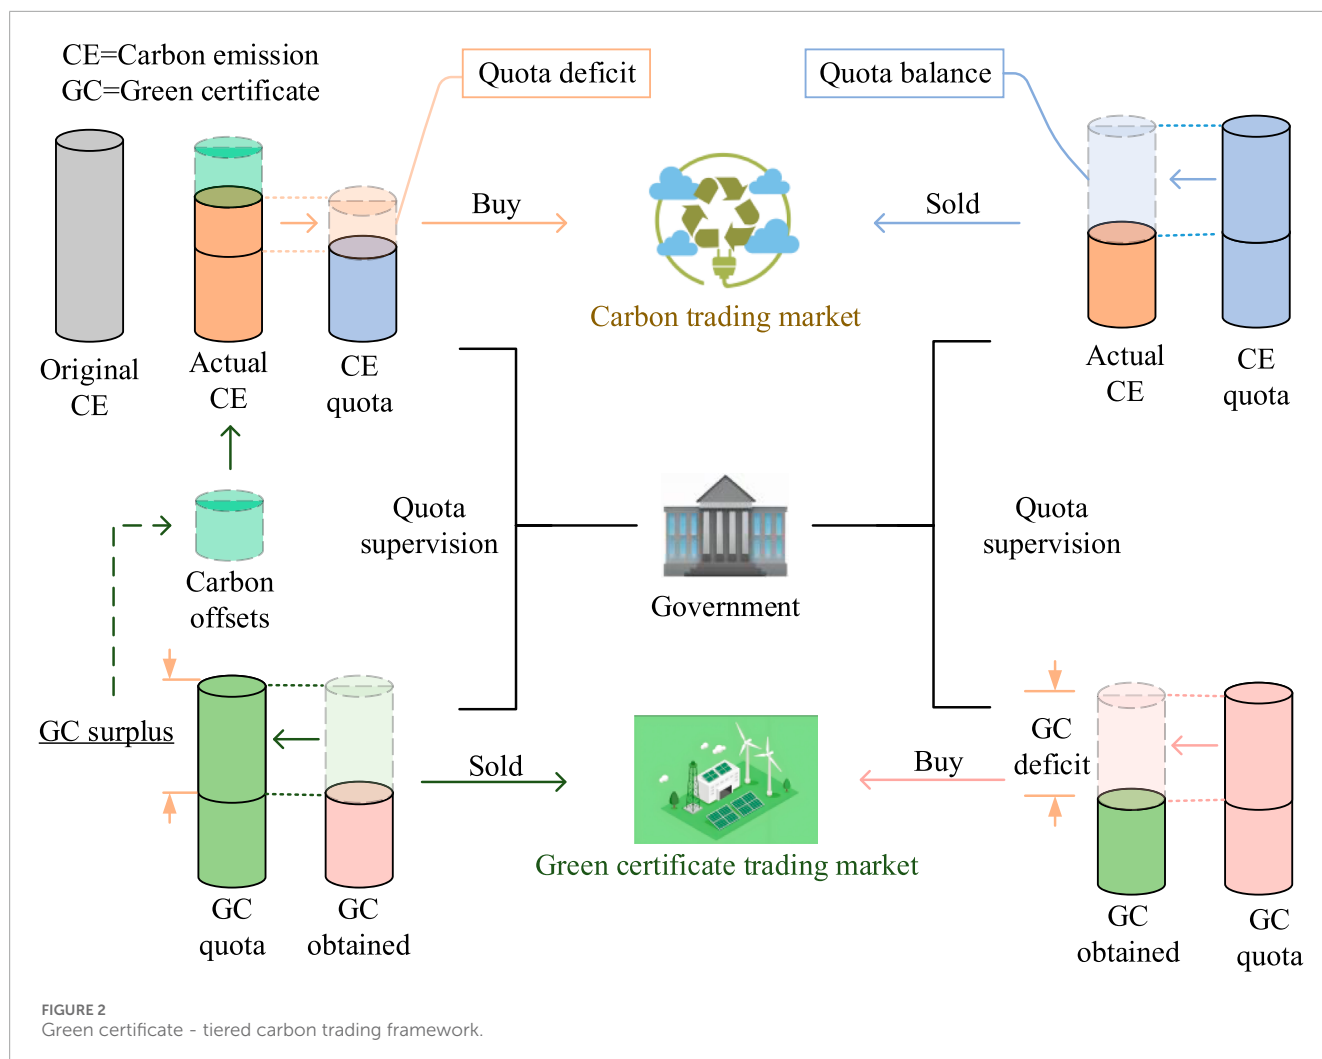 CE=Carbon emission
GC=Green certificate
Quota deficit
Quota balance
Buy
Sold
Carbon trading market
Original
CE
Actual
CE
CE
quota
Actual
CE
CE
quota
Quota
supervision
Quota
supervision
Carbon
offsets
Government
GC surplus
GC
deficit
Sold
Buy
Green certificate trading market
GC
quota
GC
obtained
GC
obtained
GC
quota
FIGURE 2
Green certificate - tiered carbon trading framework.